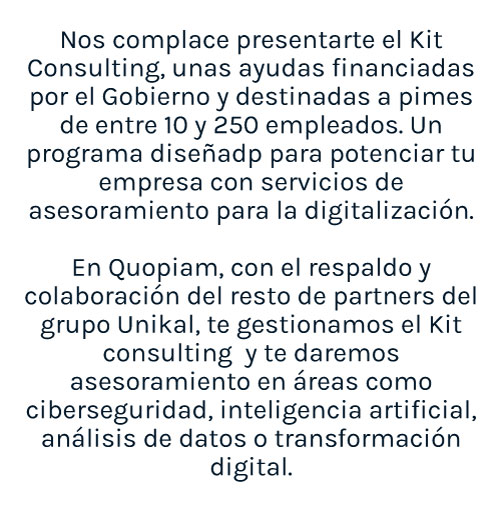 Nos complace presentarte el Kit
Consulting, unas ayudas financiadas
por el Gobierno y destinadas a pimes
de entre 10 y 250 empleados. Un
programa diseñadp para potenciar tu
empresa con servicios de
asesoramiento para la digitalización.
En Quopiam, con el respaldo y
colaboración del resto de partners del
grupo Unikal, te gestionamos el Kit
consulting  y te daremos
asesoramiento en áreas como
ciberseguridad, inteligencia artificial,
análisis de datos o transformación
digital.